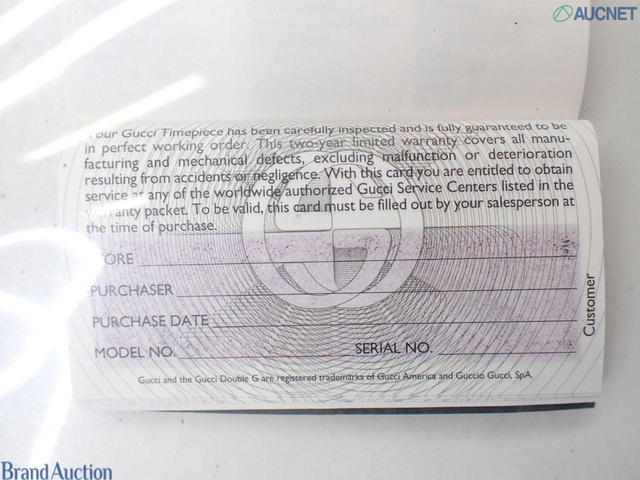 AUCNET
Your Gucci Timepiece has been carefully inspected and is fully guaranteed to be
in perfect working order. This two-year limited warranty covers all manu-
facturing and mechanical defects, excluding malfunction or deterioration
resulting from accidents or negligence. With this card you are entitled to obtain
service at any of the worldwide authorized Gucci Service Centers listed in the
warranty packet. To be valid, this card must be filled out by your salesperson at
the time of purchase.
STORE
PURCHASER
PURCHASE DATE
MODEL NO. SERIAL NO.
Customer
Gucci and the Gucci Double G are registered trademarks of Gucci America and Guccio Gucci, SpA.
Brand Auction